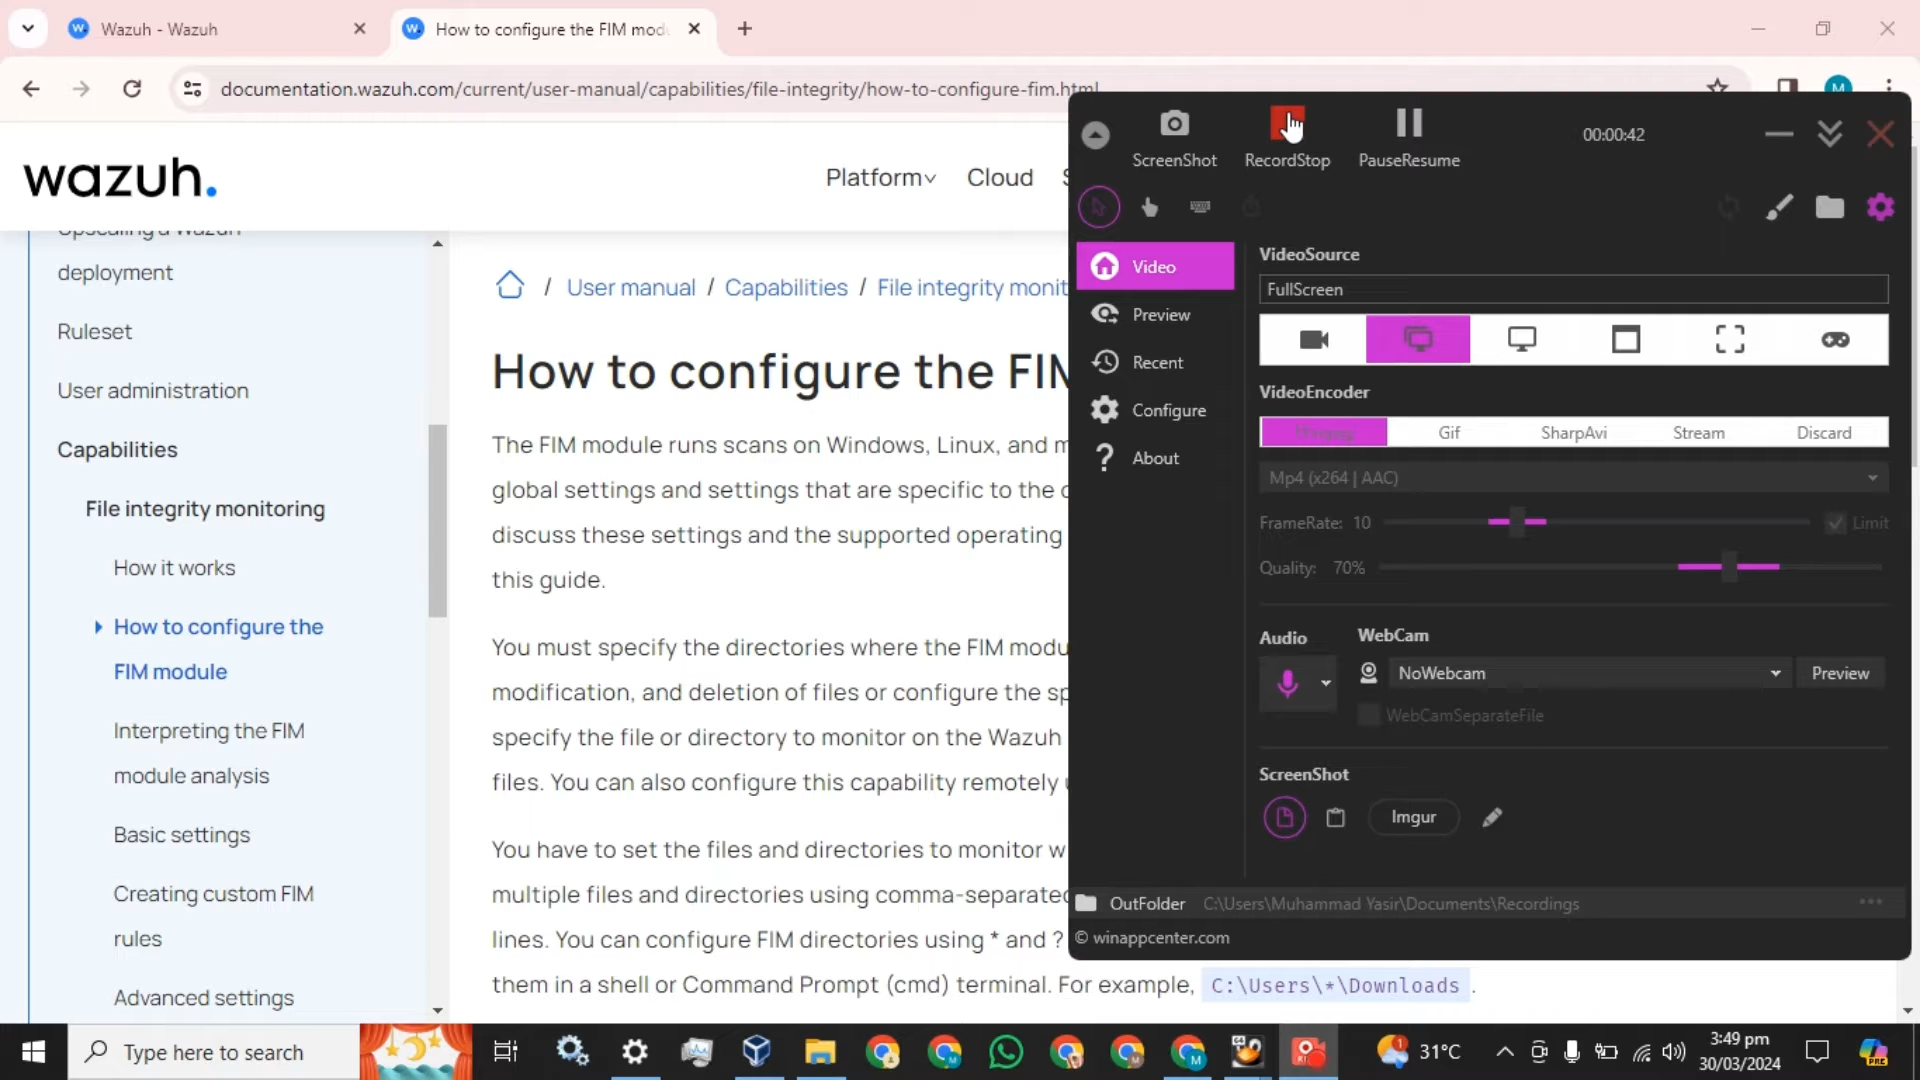 Wazuh - Wazuh
How to configure the FIM mod
documentation.wazuh.com/current/user-manual/capabilities/file-integrity/how-to-configure-fim.html
M
wazuh.
Platform
Cloud
deployment
Ruleset
User administration
Capabilities
File integrity monitoring
How it works
How to configure the
FIM module
Interpreting the FIM
module analysis
Basic settings
Creating custom FIM
rules
Advanced settings
/ User manual / Capabilities / File integrity monit
How to configure the FIM
The FIM module runs scans on Windows, Linux, and m
global settings and settings that are specific to the
discuss these settings and the supported operating
this guide.
You must specify the directories where the FIM modu
modification, and deletion of files or configure the sp
specify the file or directory to monitor on the Wazuh
files. You can also configure this capability remotely
You have to set the files and directories to monitor w
multiple files and directories using comma-separated
lines. You can configure FIM directories using * and ?
them in a shell or Command Prompt (cmd) terminal. For example, C:\Users\*\Downloads .
ScreenShot
RecordStop
PauseResume
00:00:42
Video
Preview
Recent
Configure
About
VideoSource
FullScreen
VideoEncoder
Gif
SharpAvi
Stream
Discard
Mp4 (x264 | AAC)
FrameRate: 10
Limit
Quality: 70%
Audio
WebCam
NoWebcam
Preview
WebCamSeparateFile
ScreenShot
Imgur
OutFolder C:\Users\Muhammad Yasir\Documents\Recordings
© winappcenter.com
Type here to search
31°C
3:49 pm
30/03/2024